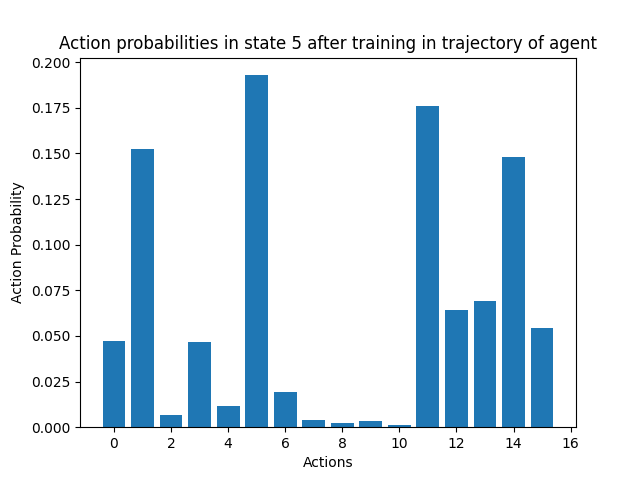 Action probabilities in state 5 after training in trajectory of agent
0.200
0.175
0.150
0.125
0.100
0.075
0.050
0.025
0.000
Action Probability
0 2 4 6 8 10 12 14 16
Actions